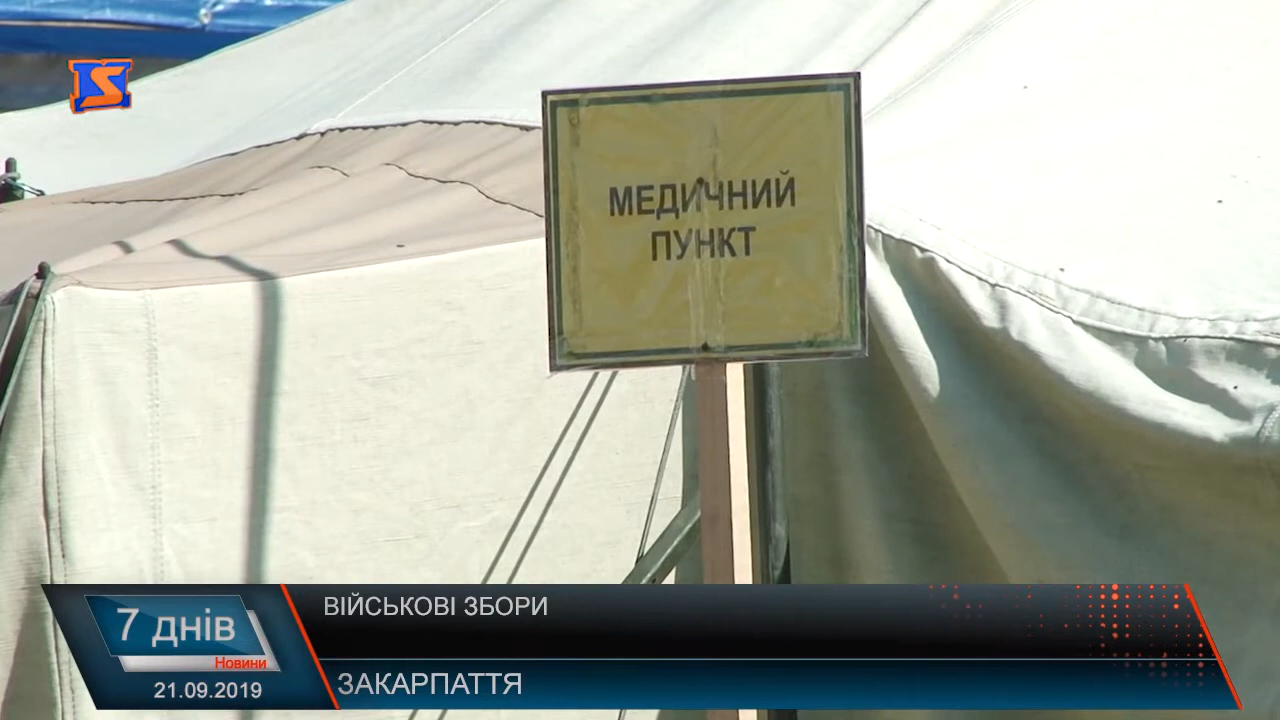 МЕДИЧНИЙ
ПУНКТ
ВІЙСЬКОВІ ЗБОРИ
7 днів
Новини
21.09.2019
ЗАКАРПАТТЯ